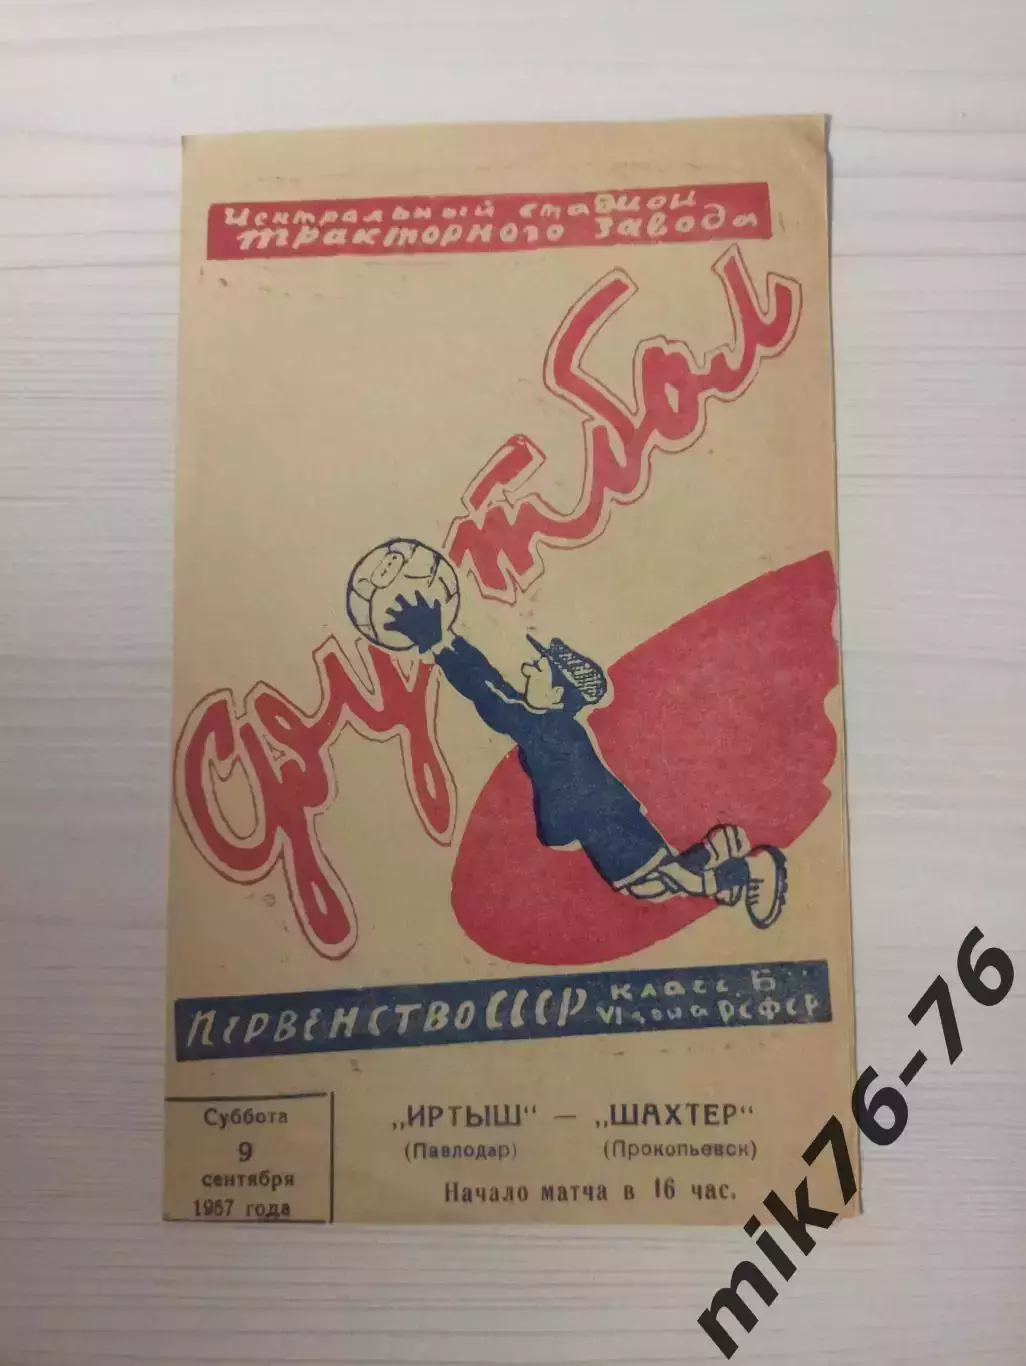 Центральный стадион
тракторного завода
Футбол
ПЕРВЕНСТВО СССР
класс „Б"
VI зона РСФСР
Суббота
9
сентября
1967 года
„ИРТЫШ" — „ШАХТЕР"
(Павлодар) (Прокопьевск)
Начало матча в 16 час.
mik76-76